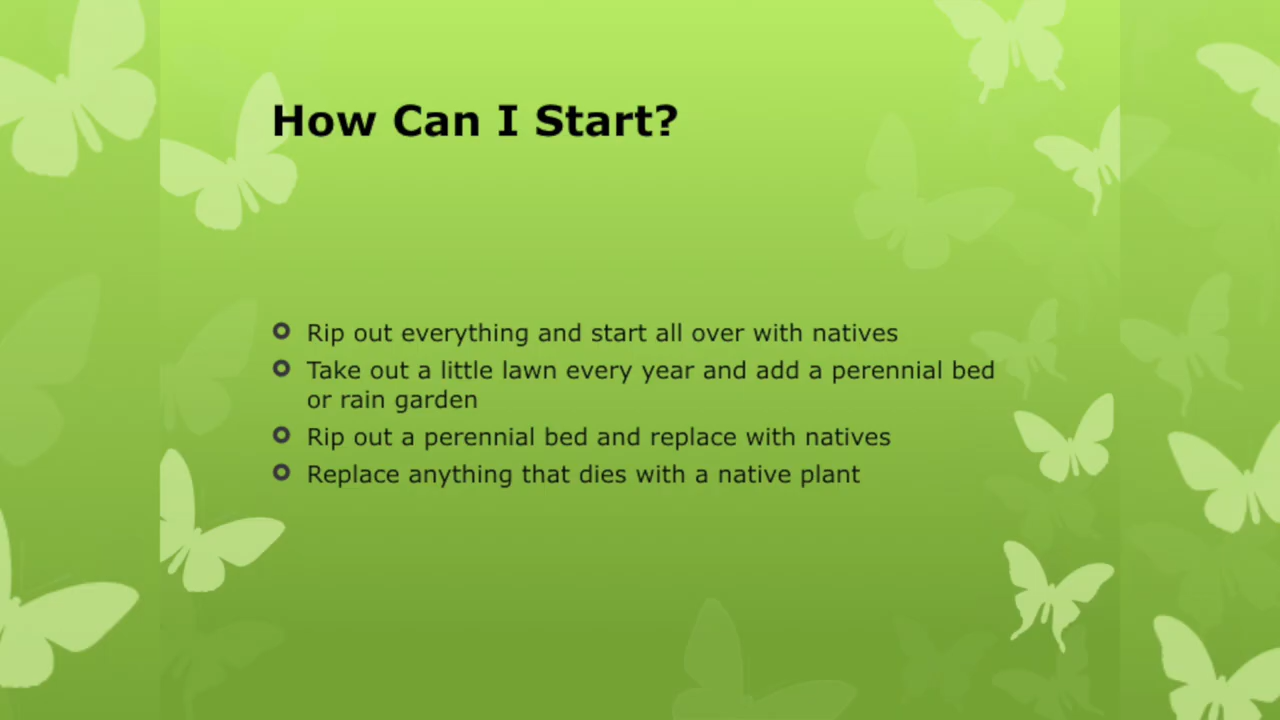 How Can I Start?
Rip out everything and start all over with natives
Take out a little lawn every year and add a perennial bed
or rain garden
Rip out a perennial bed and replace with natives
Replace anything that dies with a native plant